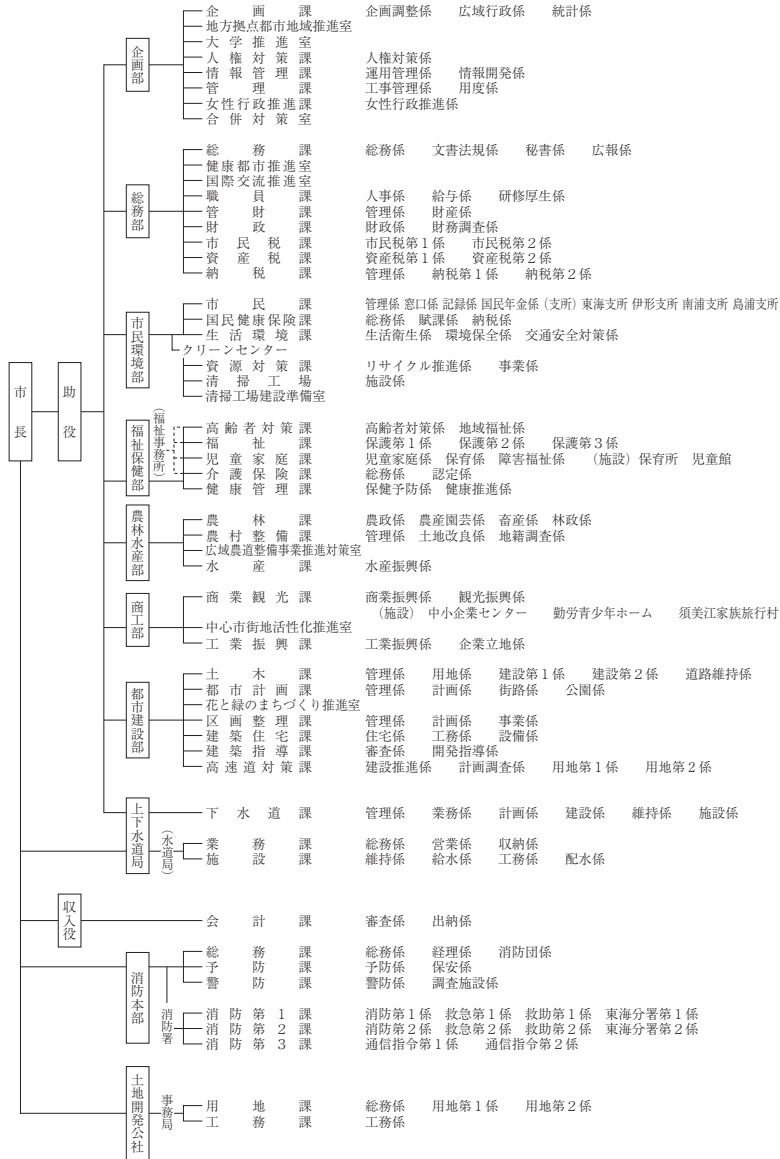 市長
助役
企画部
企画課 企画調整係 広域行政係 統計係
地方拠点都市地域推進室
大学推進室
人権対策課 人権対策係
情報管理課 運用管理係 情報開発係
管理課 工事管理係 用度係
女性行政推進課 女性行政推進係
合併対策室
総務部
総務課 総務係 文書法規係 秘書係 広報係
健康都市推進室
国際交流推進室
職員課 人事係 給与係 研修厚生係
管財課 管理係 財産係
財政課 財政係 財務調査係
市民税課 市民税第1係 市民税第2係
資産税課 資産税第1係 資産税第2係
納税課 管理係 納税第1係 納税第2係
市民環境部
市民課 管理係 窓口係 記録係 国民年金係 (支所) 東海支所 伊形支所 南浦支所 島浦支所
国民健康保険課 総務係 賦課係 納税係
生活環境課 生活衛生係 環境保全係 交通安全対策係
クリーンセンター
資源対策課 リサイクル推進係 事業係
清掃工場 施設係
清掃工場建設準備室
福祉保健部
(福祉事務所)
高齢者対策課 高齢者対策係 地域福祉係
福祉課 保護第1係 保護第2係 保護第3係
児童家庭課 児童家庭係 保育係 障害福祉係 (施設) 保育所 児童館
介護保険課 総務係 認定係
健康管理課 保健予防係 健康推進係
農林水産部
農林課 農政係 農産園芸係 畜産係 林政係
農村整備課 管理係 土地改良係 地籍調査係
広域農道整備事業推進対策室
水産課 水産振興係
商工部
商業観光課 商業振興係 観光振興係
(施設) 中小企業センター 勤労青少年ホーム 須美江家族旅行村
中心市街地活性化推進室
工業振興課 工業振興係 企業立地係
都市建設部
土木課 管理係 用地係 建設第1係 建設第2係 道路維持係
都市計画課 管理係 計画係 街路係 公園係
花と緑のまちづくり推進室
区画整理課 管理係 計画係 事業係
建築住宅課 住宅係 工務係 設備係
建築指導課 審査係 開発指導係
高速道対策課 建設推進係 計画調査係 用地第1係 用地第2係
上下水道局
下水道課 管理係 業務係 計画係 建設係 維持係 施設係
(水道局)
業務課 総務係 営業係 収納係
施設課 維持係 給水係 工務係 配水係
収入役
会計課 審査係 出納係
消防本部
総務課 総務係 経理係 消防団係
予防課 予防係 保安係
警防課 警防係 調査施設係
消防署
消防第1課 消防第1係 救急第1係 救助第1係 東海分署第1係
消防第2課 消防第2係 救急第2係 救助第2係 東海分署第2係
消防第3課 通信指令第1係 通信指令第2係
土地開発公社
事務局
用地課 総務係 用地第1係 用地第2係
工務課 工務係